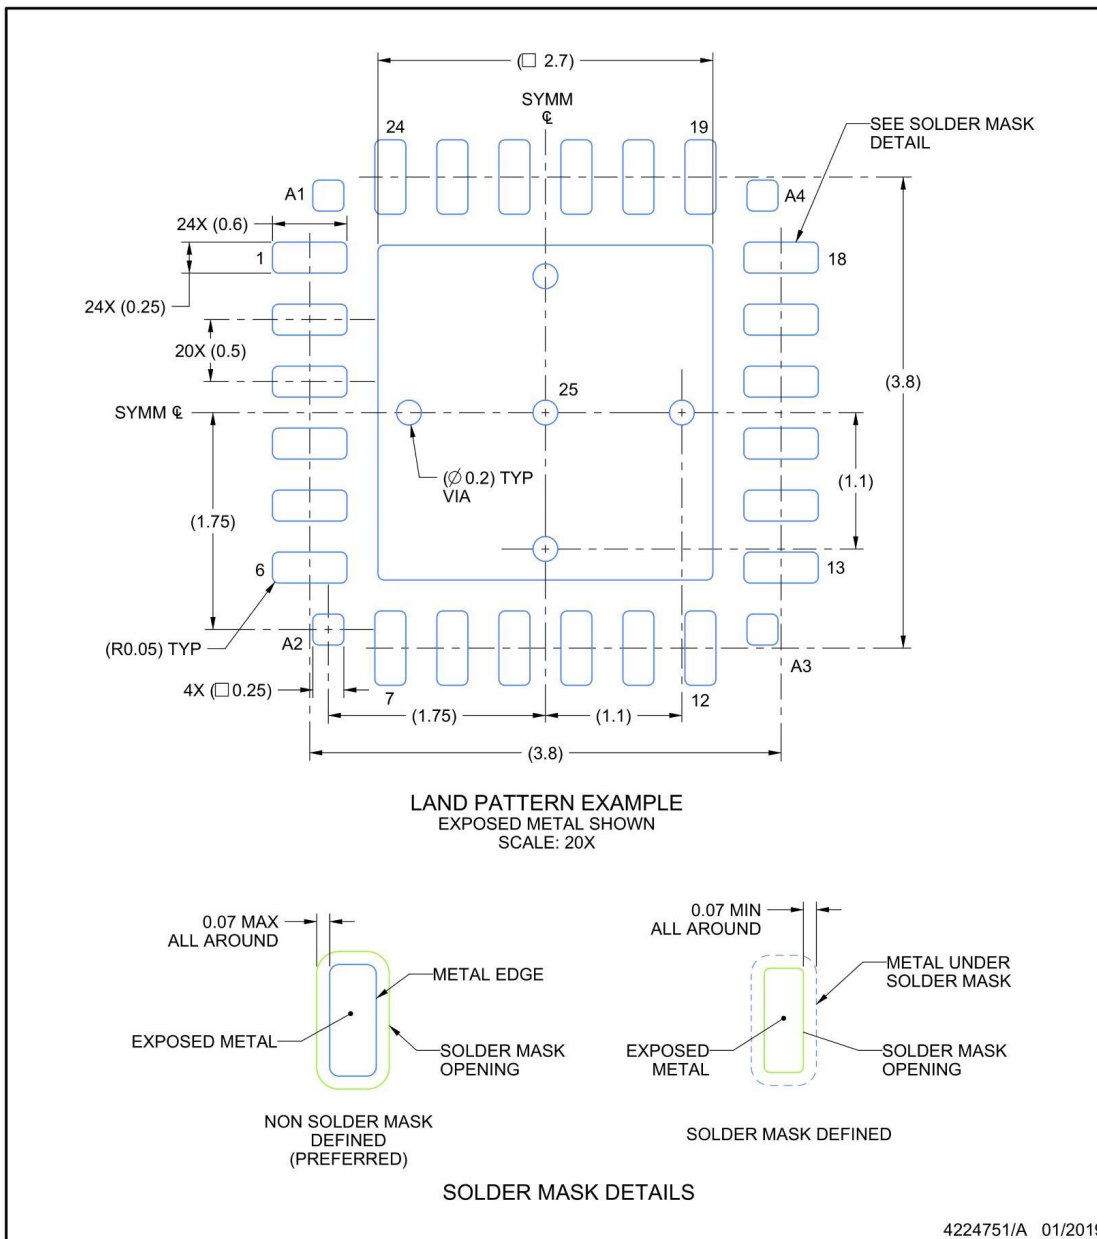 (□ 2.7)
SYMM
℄
24
19
SEE SOLDER MASK
DETAIL
A1
A4
24X (0.6)
1
18
24X (0.25)
20X (0.5)
(3.8)
25
SYMM ℄
(∅ 0.2) TYP
VIA
(1.1)
(1.75)
6
13
(R0.05) TYP
A2
A3
4X (□ 0.25)
7
12
(1.75)
(1.1)
(3.8)
LAND PATTERN EXAMPLE
EXPOSED METAL SHOWN
SCALE: 20X
0.07 MAX
ALL AROUND
METAL EDGE
EXPOSED METAL
SOLDER MASK
OPENING
NON SOLDER MASK
DEFINED
(PREFERRED)
0.07 MIN
ALL AROUND
METAL UNDER
SOLDER MASK
EXPOSED
METAL
SOLDER MASK
OPENING
SOLDER MASK DEFINED
SOLDER MASK DETAILS
4224751/A 01/2019